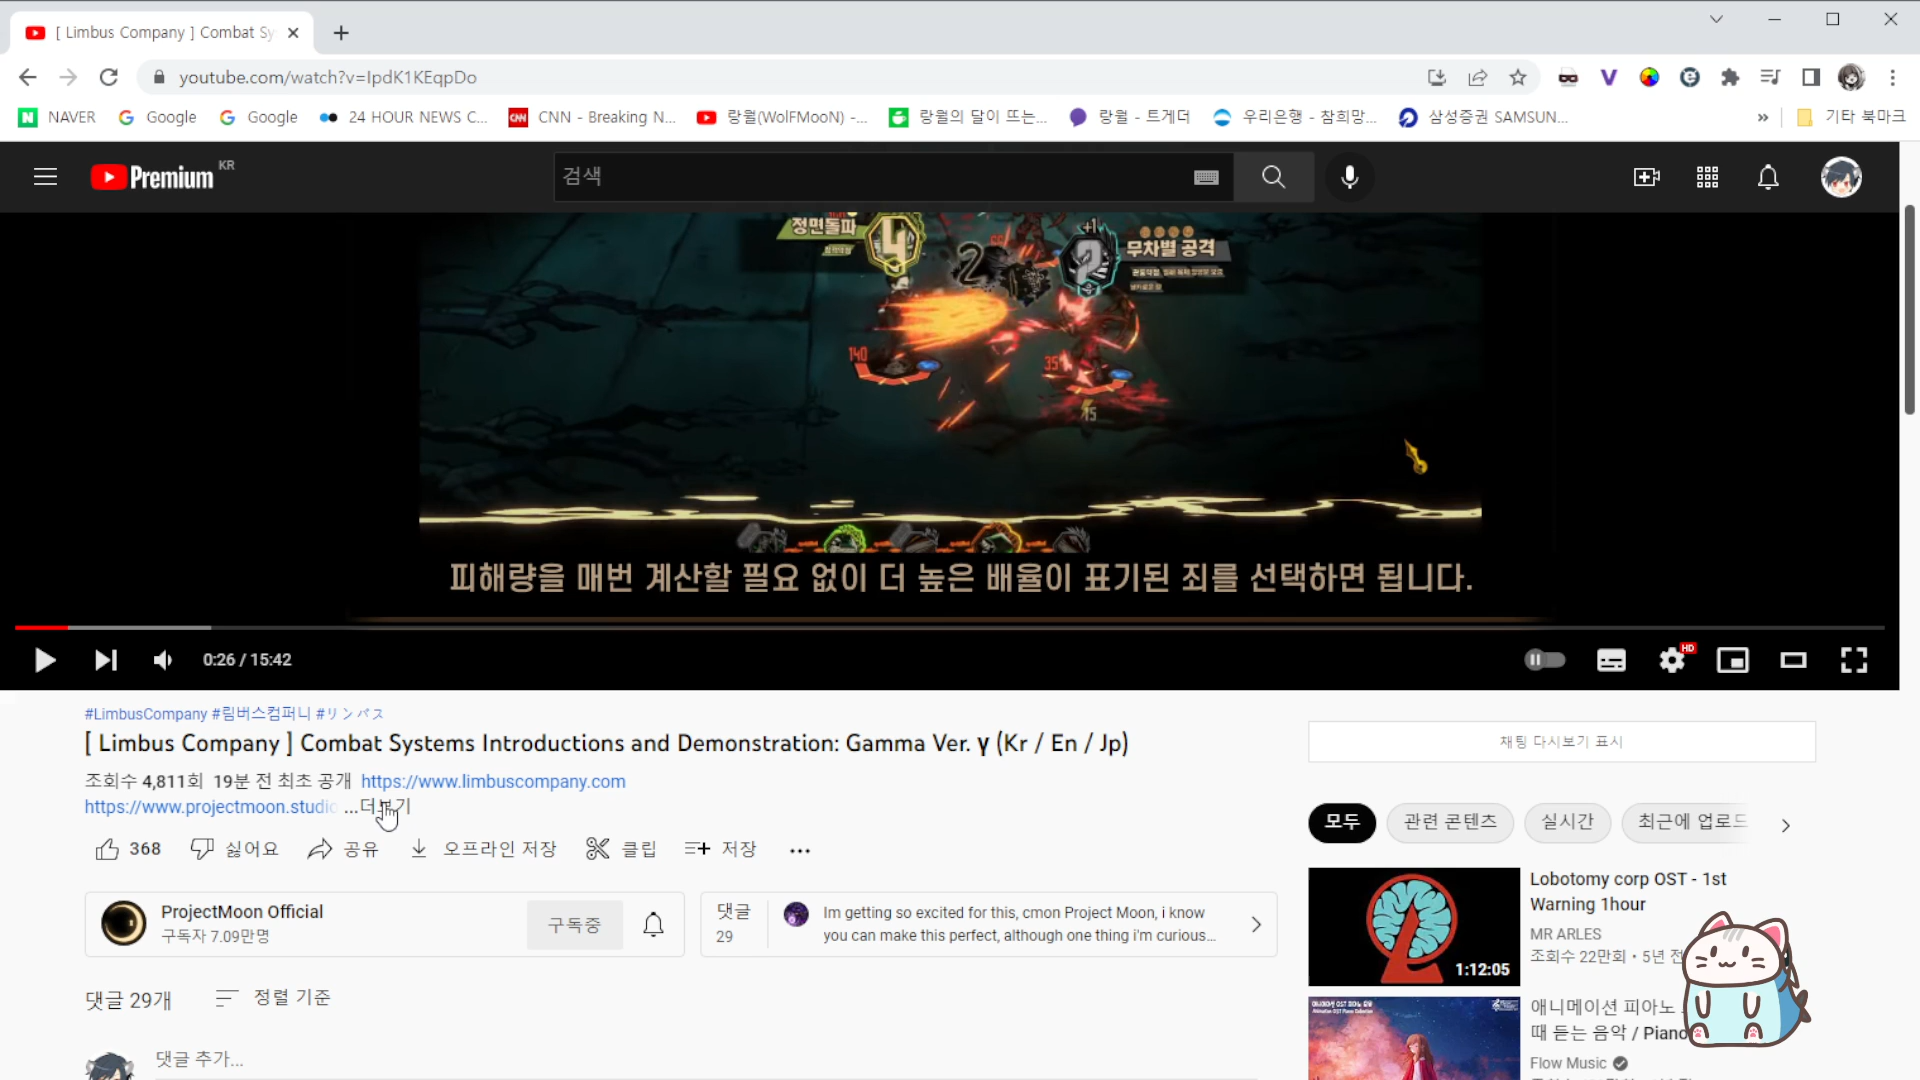 [ Limbus Company ] Combat Sy
youtube.com/watch?v=IpdK1KEqpDo
NAVER
Google
Google
24 HOUR NEWS C...
CNN - Breaking N...
랑월(WolFMooN) -...
랑월의 달이 뜨는...
랑월 - 트게더
우리은행 - 참희망...
삼성증권 SAMSUN...
»
기타 북마크
Premium KR
검색
정면돌파
4
2
+1
?
무차별 공격
140
35
15
피해량을 매번 계산할 필요 없이 더 높은 배율이 표기된 죄를 선택하면 됩니다.
0:26 / 15:42
HD
#LimbusCompany #림버스컴퍼니 #リンバス
[ Limbus Company ] Combat Systems Introductions and Demonstration: Gamma Ver. γ (Kr / En / Jp)
조회수 4,811회 19분 전 최초 공개 https://www.limbuscompany.com
https://www.projectmoon.studio ...더보기
368
싫어요
공유
오프라인 저장
클립
저장
ProjectMoon Official
구독자 7.09만명
구독중
댓글
29
Im getting so excited for this, cmon Project Moon, i know
you can make this perfect, although one thing i'm curious...
댓글 29개
정렬 기준
댓글 추가...
채팅 다시보기 표시
모두
관련 콘텐츠
실시간
최근에 업로드
Lobotomy corp OST - 1st
Warning 1hour
MR ARLES
조회수 22만회 • 5년 전
1:12:05
애니메이션 피아노
때 듣는 음악 / Piano
Flow Music